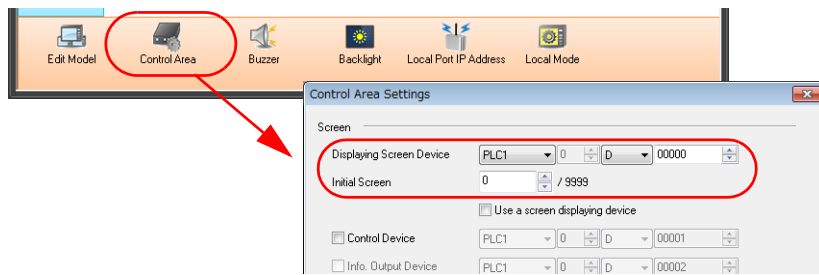 Edit Model Control Area Buzzer Backlight Local Port IP Address Local Mode
Control Area Settings
Screen
Displaying Screen Device PLC1 0 D 00000
Initial Screen 0 / 9999
Use a screen displaying device
Control Device PLC1 0 D 00001
Info. Output Device PLC1 0 D 00002